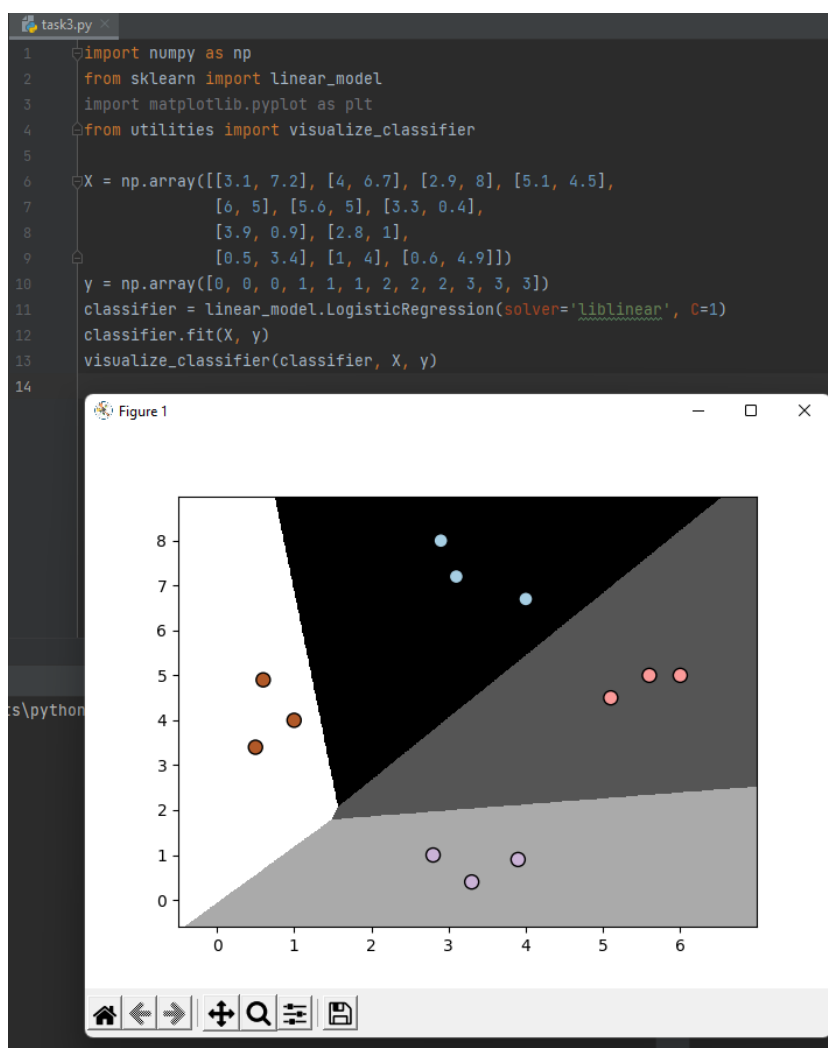 task3.py
1 import numpy as np
2 from sklearn import linear_model
3 import matplotlib.pyplot as plt
4 from utilities import visualize_classifier
5
6 X = np.array([[3.1, 7.2], [4, 6.7], [2.9, 8], [5.1, 4.5],
7 [6, 5], [5.6, 5], [3.3, 0.4],
8 [3.9, 0.9], [2.8, 1],
9 [0.5, 3.4], [1, 4], [0.6, 4.9]])
10 y = np.array([0, 0, 0, 1, 1, 1, 2, 2, 2, 3, 3, 3])
11 classifier = linear_model.LogisticRegression(solver='liblinear', C=1)
12 classifier.fit(X, y)
13 visualize_classifier(classifier, X, y)
14
Figure 1
8
7
6
5
ts\python
4
3
2
1
0
0 1 2 3 4 5 6